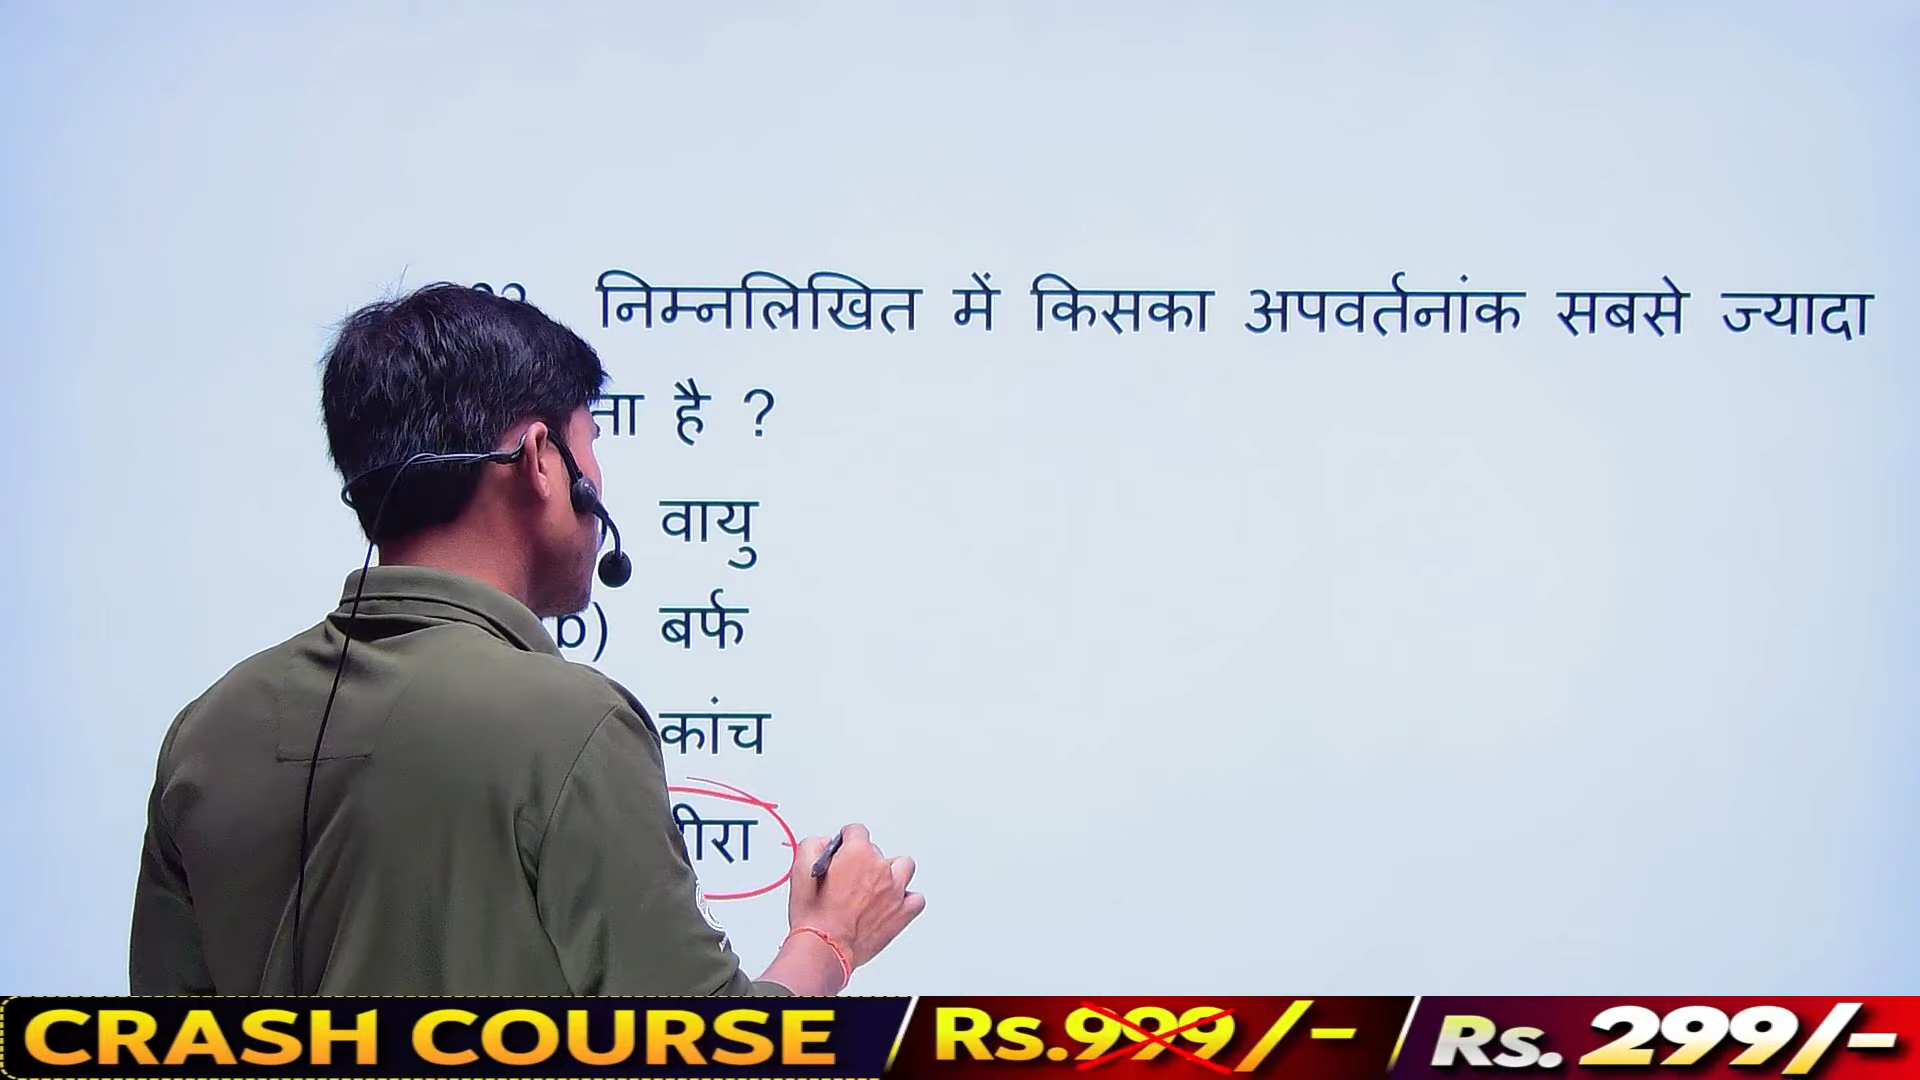 निम्नलिखित में किसका अपवर्तनांक सबसे ज्यादा
है ?
वायु
b) बर्फ
कांच
CRASH COURSE Rs.999/- Rs. 299/-